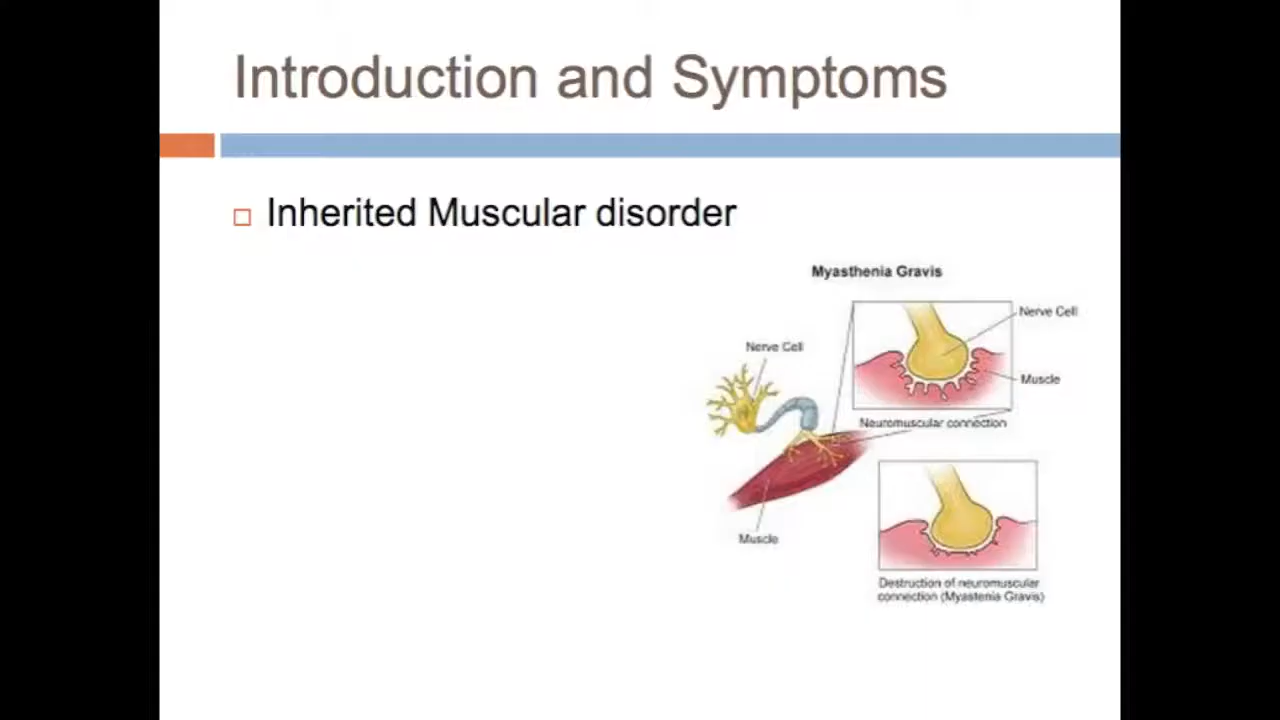 Introduction and Symptoms
Inherited Muscular disorder
Myasthenia Gravis
Nerve Cell
Nerve Cell
Muscle
Neuromuscular connection
Muscle
Destruction of neuromuscular
connection (Myastenia Gravis)